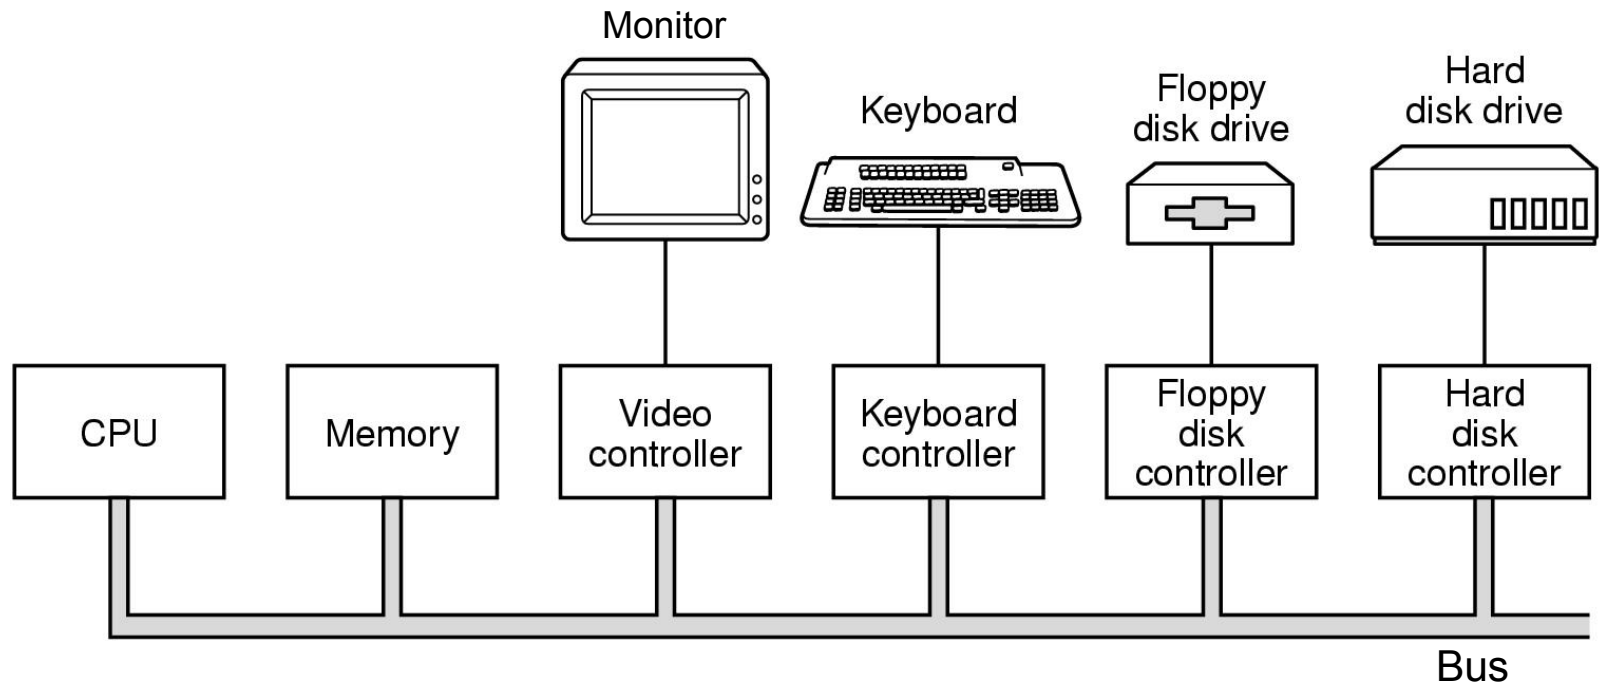 Monitor
Keyboard
Floppy
disk drive
Hard
disk drive
CPU
Memory
Video
controller
Keyboard
controller
Floppy
disk
controller
Hard
disk
controller
Bus